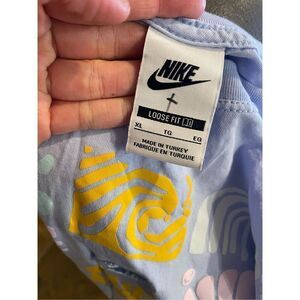 NIKE
LOOSE FIT
XL TG EG
MADE IN TURKEY
FABRIQUÉ EN TURQUIE